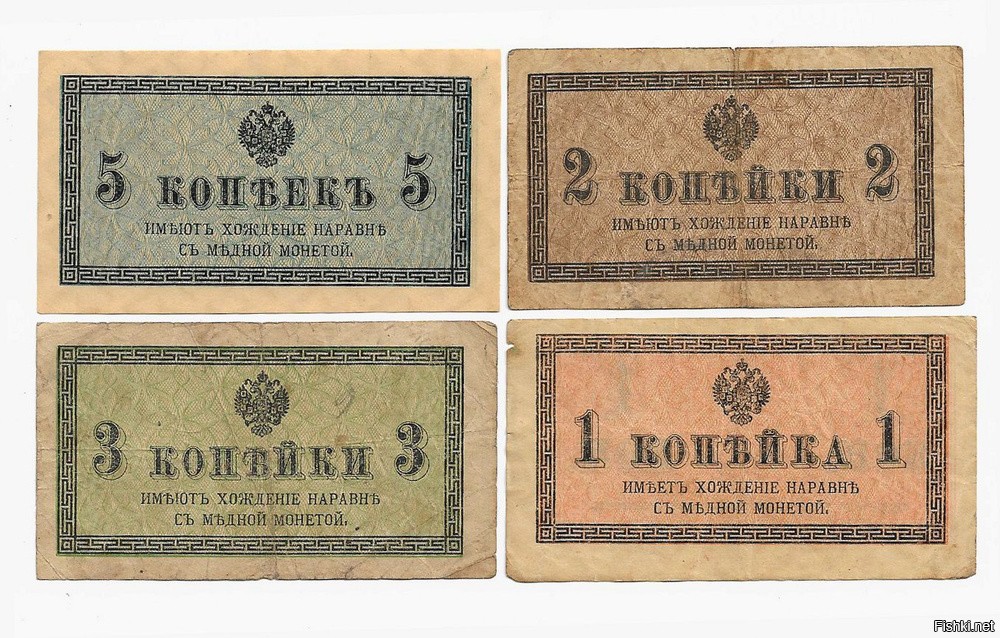 5 КОПѢЕКЪ 5
ИМѢЮТЪ ХОЖДЕНІЕ НАРАВНѢ
СЪ МѢДНОЙ МОНЕТОЙ.
2 КОПѢЙКИ 2
ИМѢЮТЪ ХОЖДЕНІЕ НАРАВНѢ
СЪ МѢДНОЙ МОНЕТОЙ.
3 КОПѢЙКИ 3
ИМѢЮТЪ ХОЖДЕНІЕ НАРАВНѢ
СЪ МѢДНОЙ МОНЕТОЙ.
1 КОПѢЙКА 1
ИМѢЕТЪ ХОЖДЕНІЕ НАРАВНѢ
СЪ МѢДНОЙ МОНЕТОЙ.
Fishki.net